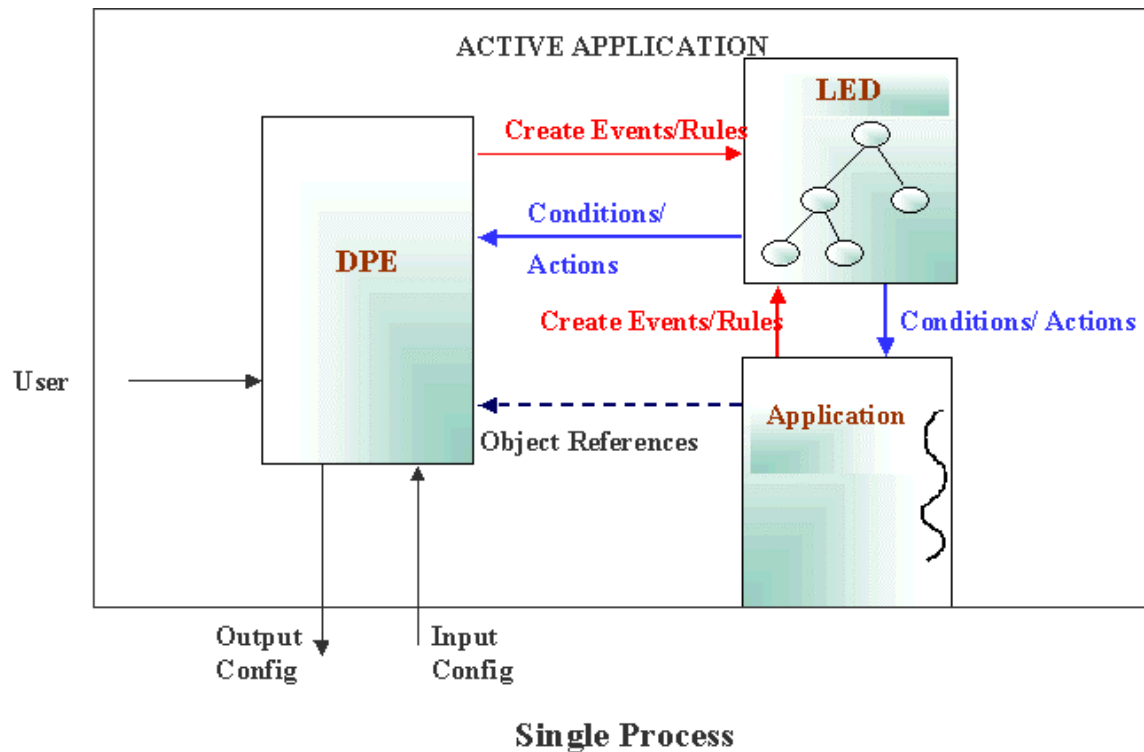 ACTIVE APPLICATION
LED
Create Events/Rules
Conditions/
Actions
DPE
Create Events/Rules
Conditions/ Actions
User
Application
Object References
Output
Config
Input
Config
Single Process